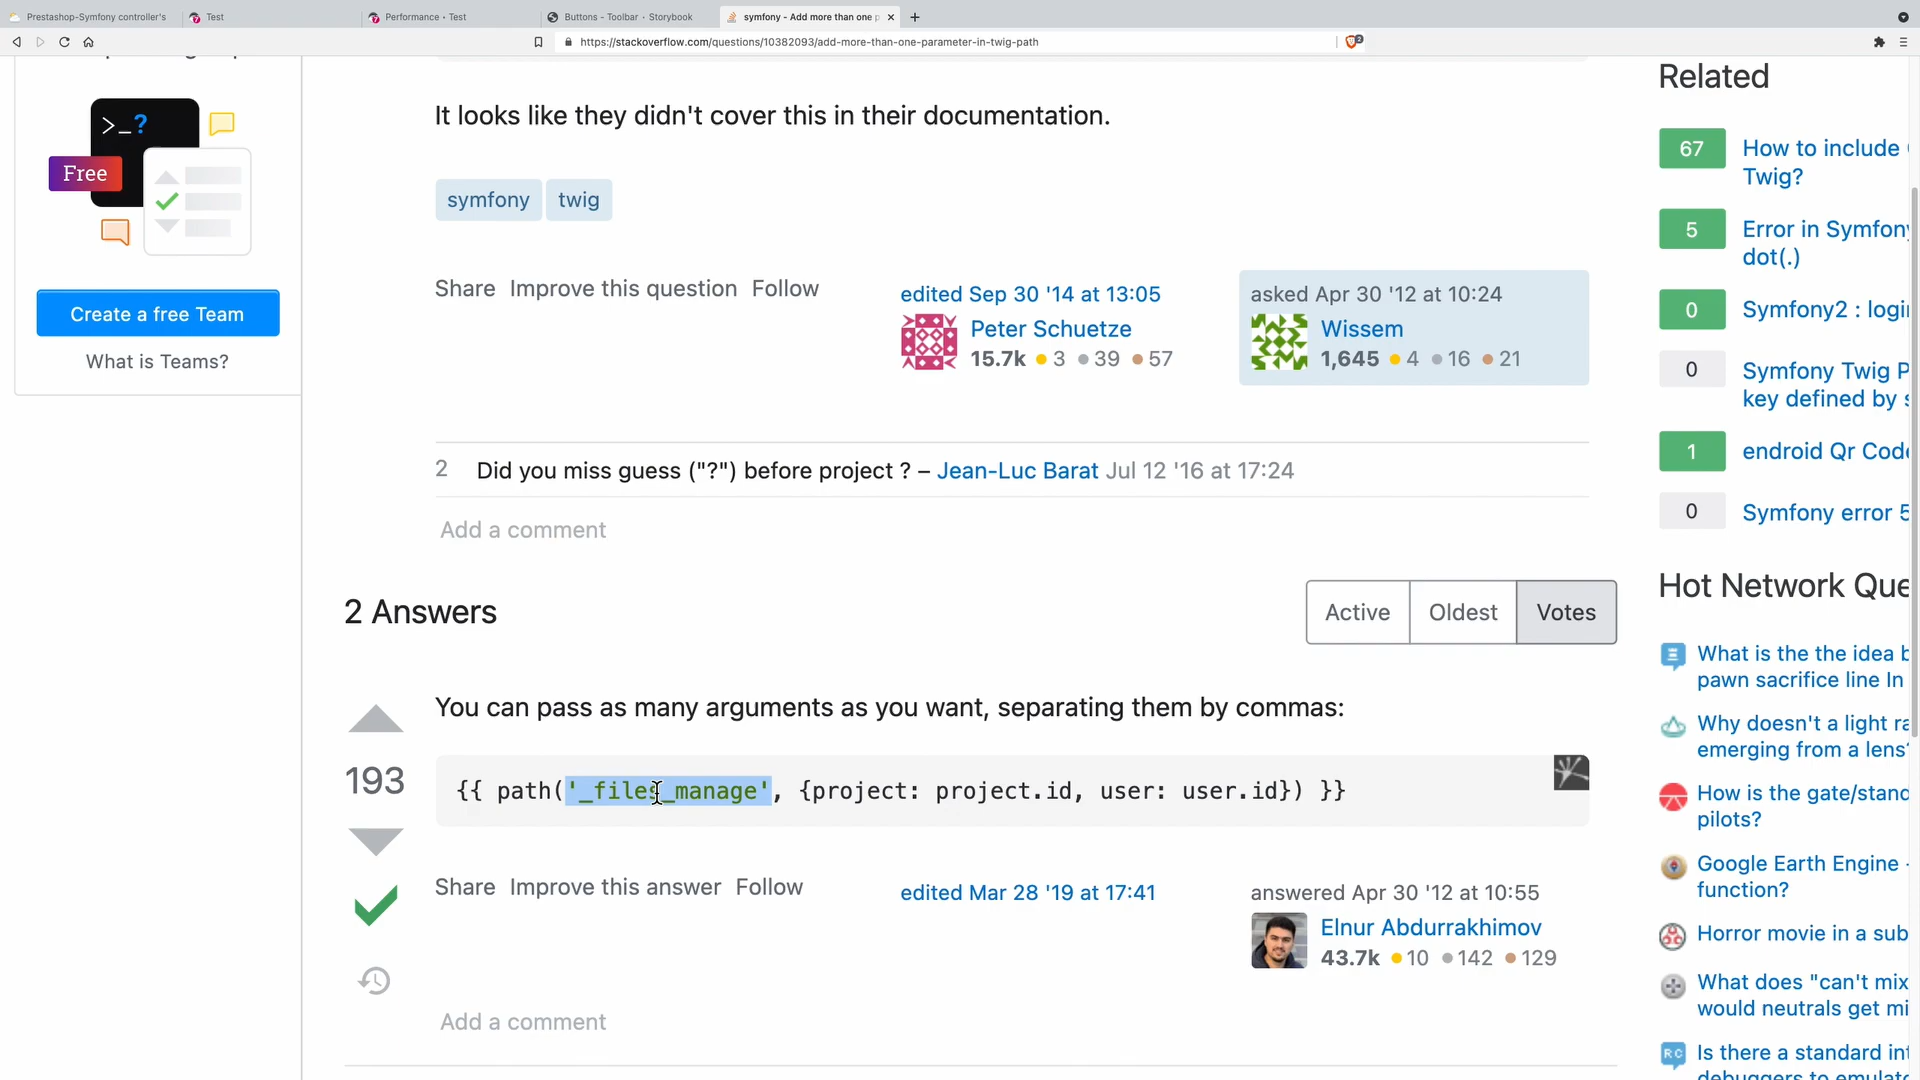 Prestashop-Symfony controller's
Test
Performance • Test
Buttons - Toolbar · Storybook
symfony - Add more than one p
https://stackoverflow.com/questions/10382093/add-more-than-one-parameter-in-twig-path
2
>_?
Free
Create a free Team
What is Teams?
It looks like they didn't cover this in their documentation.
symfony twig
Share Improve this question Follow
edited Sep 30 '14 at 13:05
Peter Schuetze
15.7k 3 39 57
asked Apr 30 '12 at 10:24
Wissem
1,645 4 16 21
2 Did you miss guess ("?") before project ? – Jean-Luc Barat Jul 12 '16 at 17:24
Add a comment
2 Answers
Active Oldest Votes
193
You can pass as many arguments as you want, separating them by commas:
{{ path('_files_manage', {project: project.id, user: user.id}) }}
Share Improve this answer Follow
edited Mar 28 '19 at 17:41
answered Apr 30 '12 at 10:55
Elnur Abdurrakhimov
43.7k 10 142 129
Add a comment
Related
67 How to include
Twig?
5 Error in Symfony
dot(.)
0 Symfony2 : logi
0 Symfony Twig P
key defined by s
1 endroid Qr Code
0 Symfony error 5
Hot Network Que
What is the the idea b
pawn sacrifice line In
Why doesn't a light ra
emerging from a lens?
How is the gate/stand
pilots?
Google Earth Engine -
function?
Horror movie in a sub
What does "can't mix
would neutrals get mi
RC Is there a standard int
debuggers to emulate